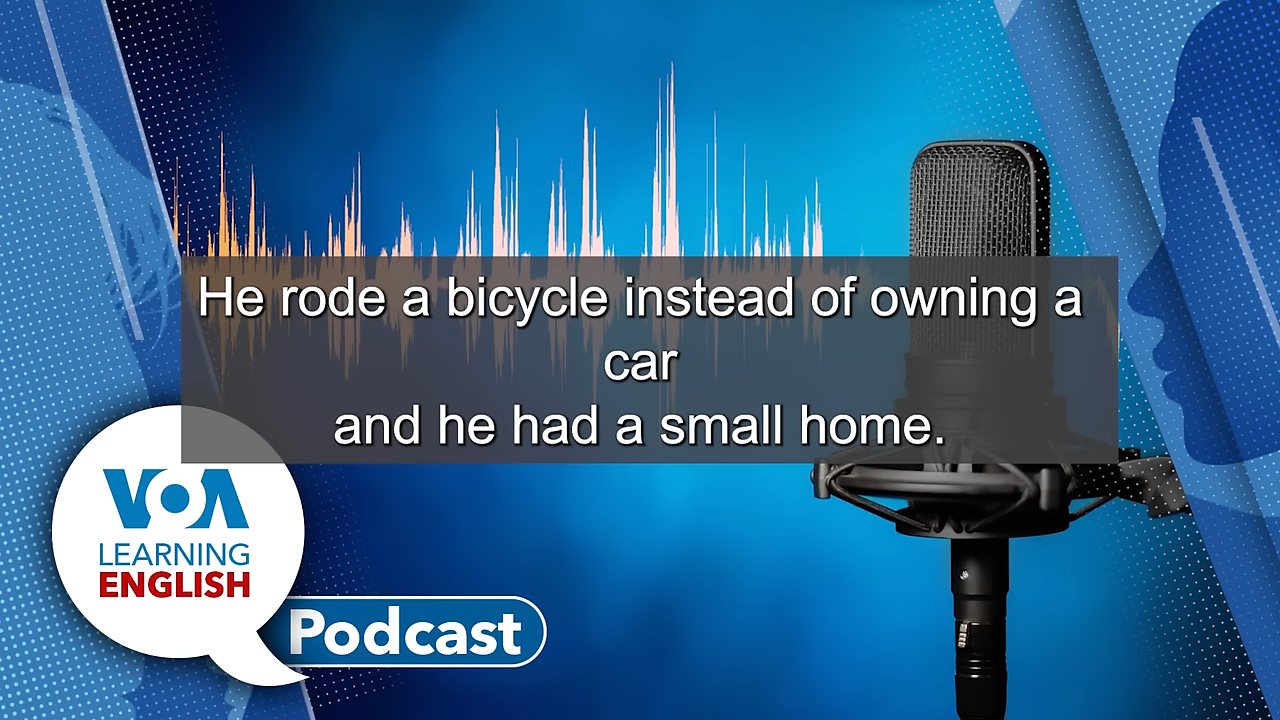 He rode a bicycle instead of owning a
car
and he had a small home.
VOA
LEARNING
ENGLISH
Podcast